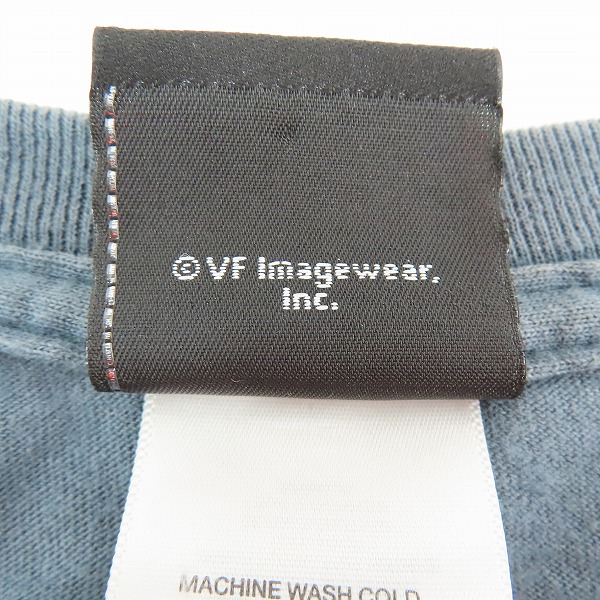 © VF Imagewear,
Inc.
MACHINE WASH COLD